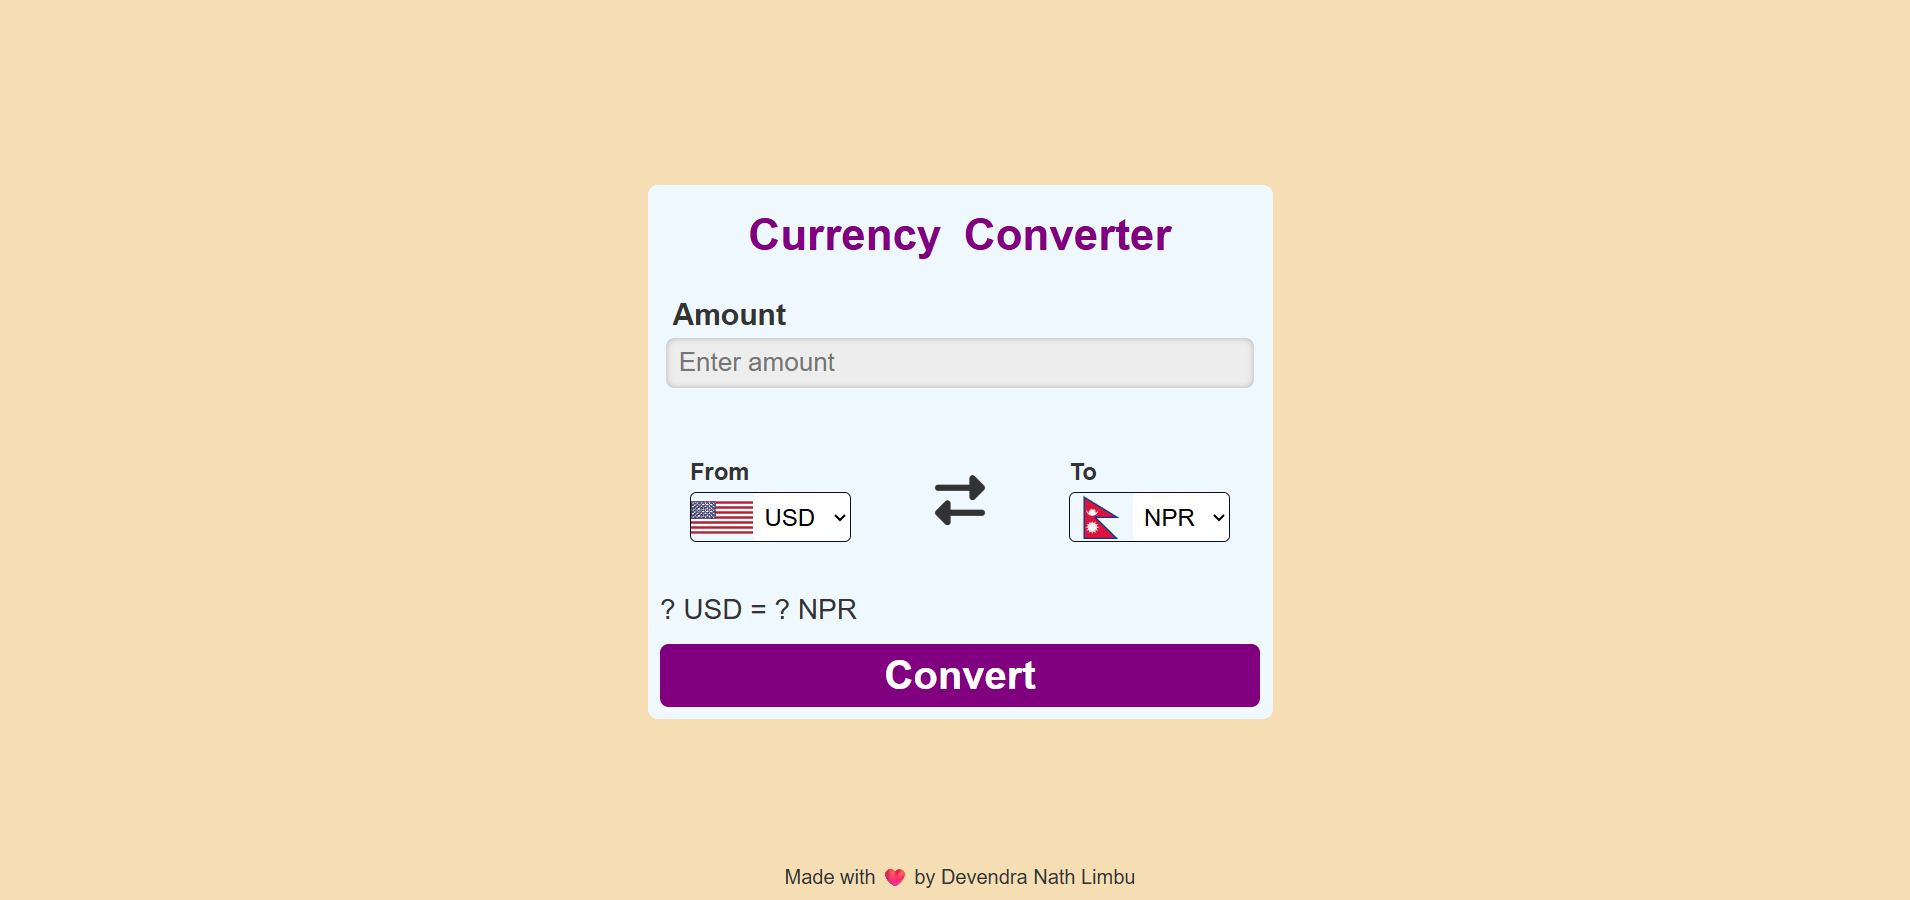 Currency Converter
Amount
Enter amount
From
To
USD
NPR
? USD = ? NPR
Convert
Made with ❤️ by Devendra Nath Limbu